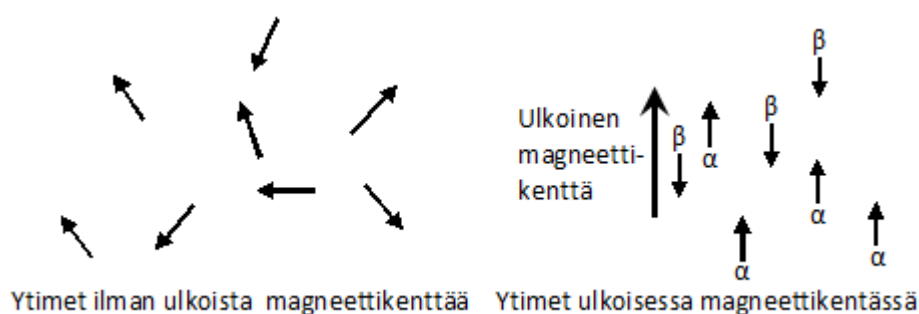 β
Ulkoinen
magneetti-
kenttä
β
α
β
α
α
α
Ytimet ilman ulkoista magneettikenttää
Ytimet ulkoisessa magneettikentässä